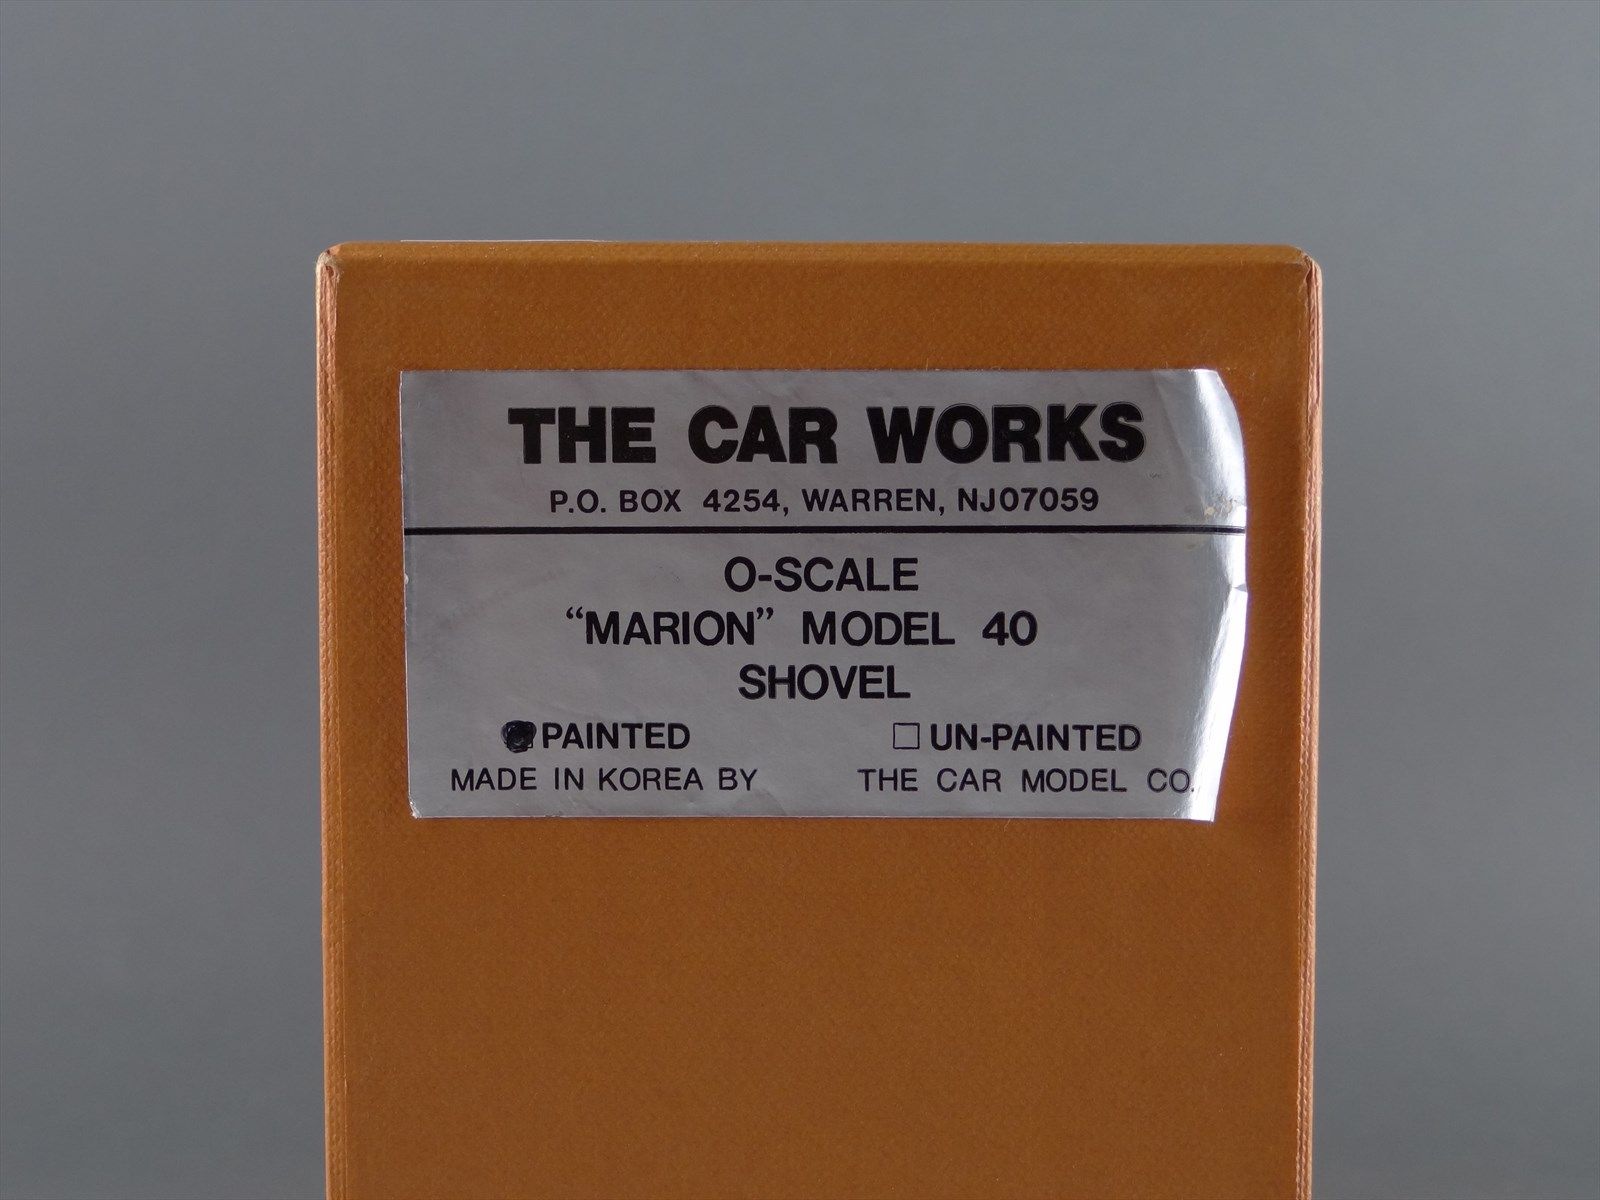 THE CAR WORKS
P.O. BOX 4254, WARREN, NJ07059
O-SCALE
“MARION” MODEL 40
SHOVEL
PAINTED UN-PAINTED
MADE IN KOREA BY THE CAR MODEL CO.